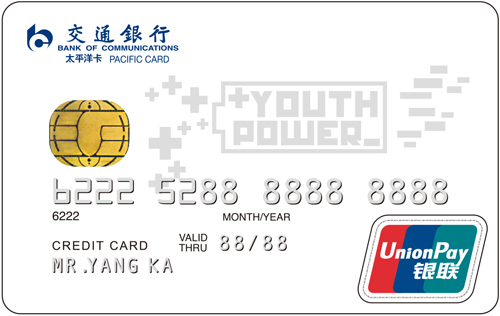 交通銀行
BANK OF COMMUNICATIONS
太平洋卡 PACIFIC CARD
YOUTH
POWER_
6222 5288 8888 8888
6222
MONTH/YEAR
CREDIT CARD VALID THRU 88/88
MR.YANG KA
UnionPay
银联